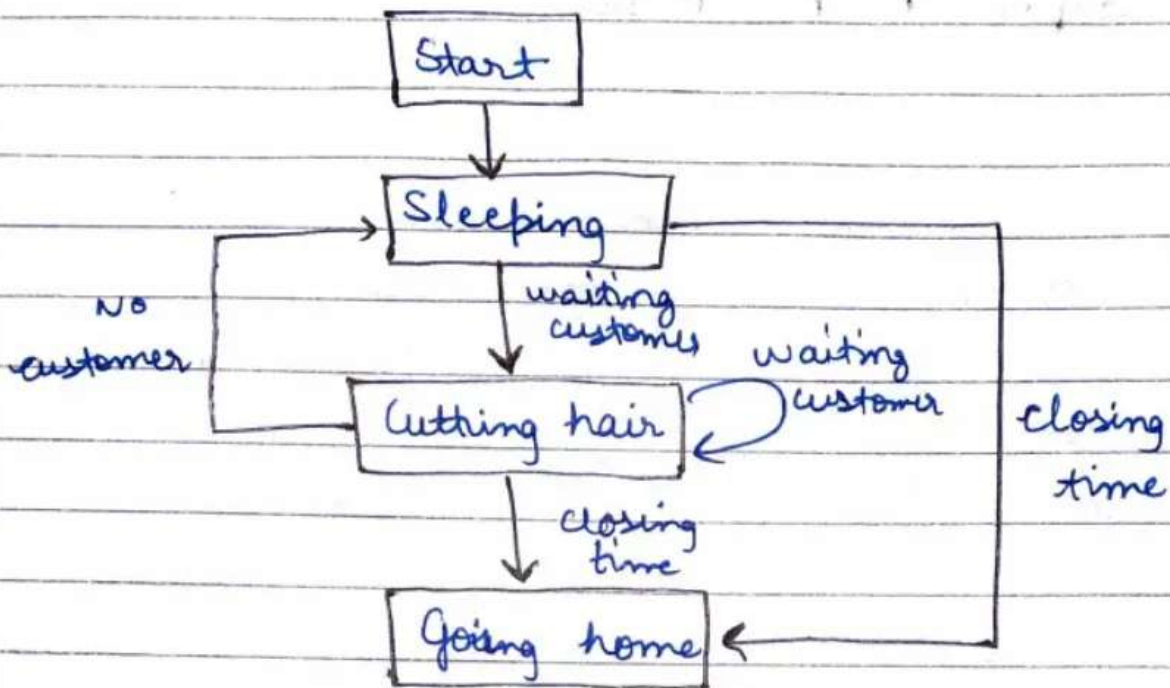 Start
Sleeping
waiting
customer
No
customer
waiting
customer
Cutting hair
closing
time
closing
time
Going home